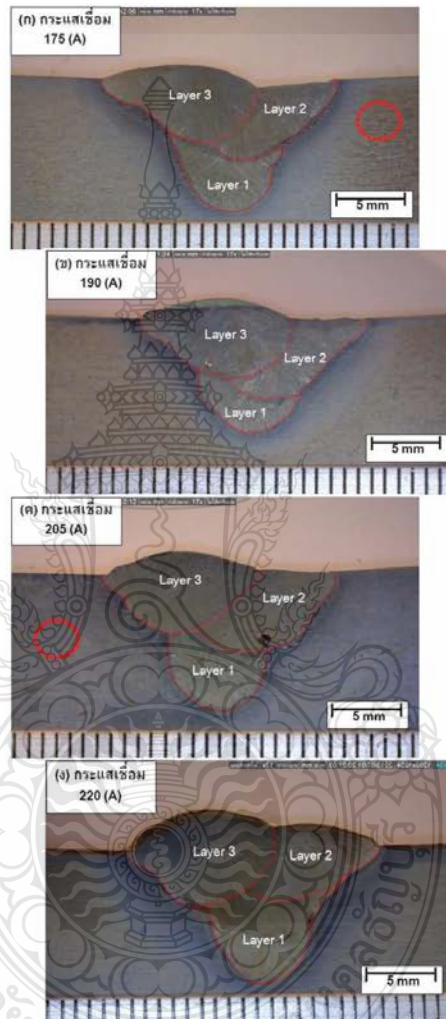 (ก) กระแสเชื่อม
175 (A)
Layer 3
Layer 2
Layer 1
5 mm
(ข) กระแสเชื่อม
190 (A)
Layer 3
Layer 2
Layer 1
5 mm
(ค) กระแสเชื่อม
205 (A)
Layer 3
Layer 2
Layer 1
5 mm
(ง) กระแสเชื่อม
220 (A)
Layer 3
Layer 2
Layer 1
5 mm